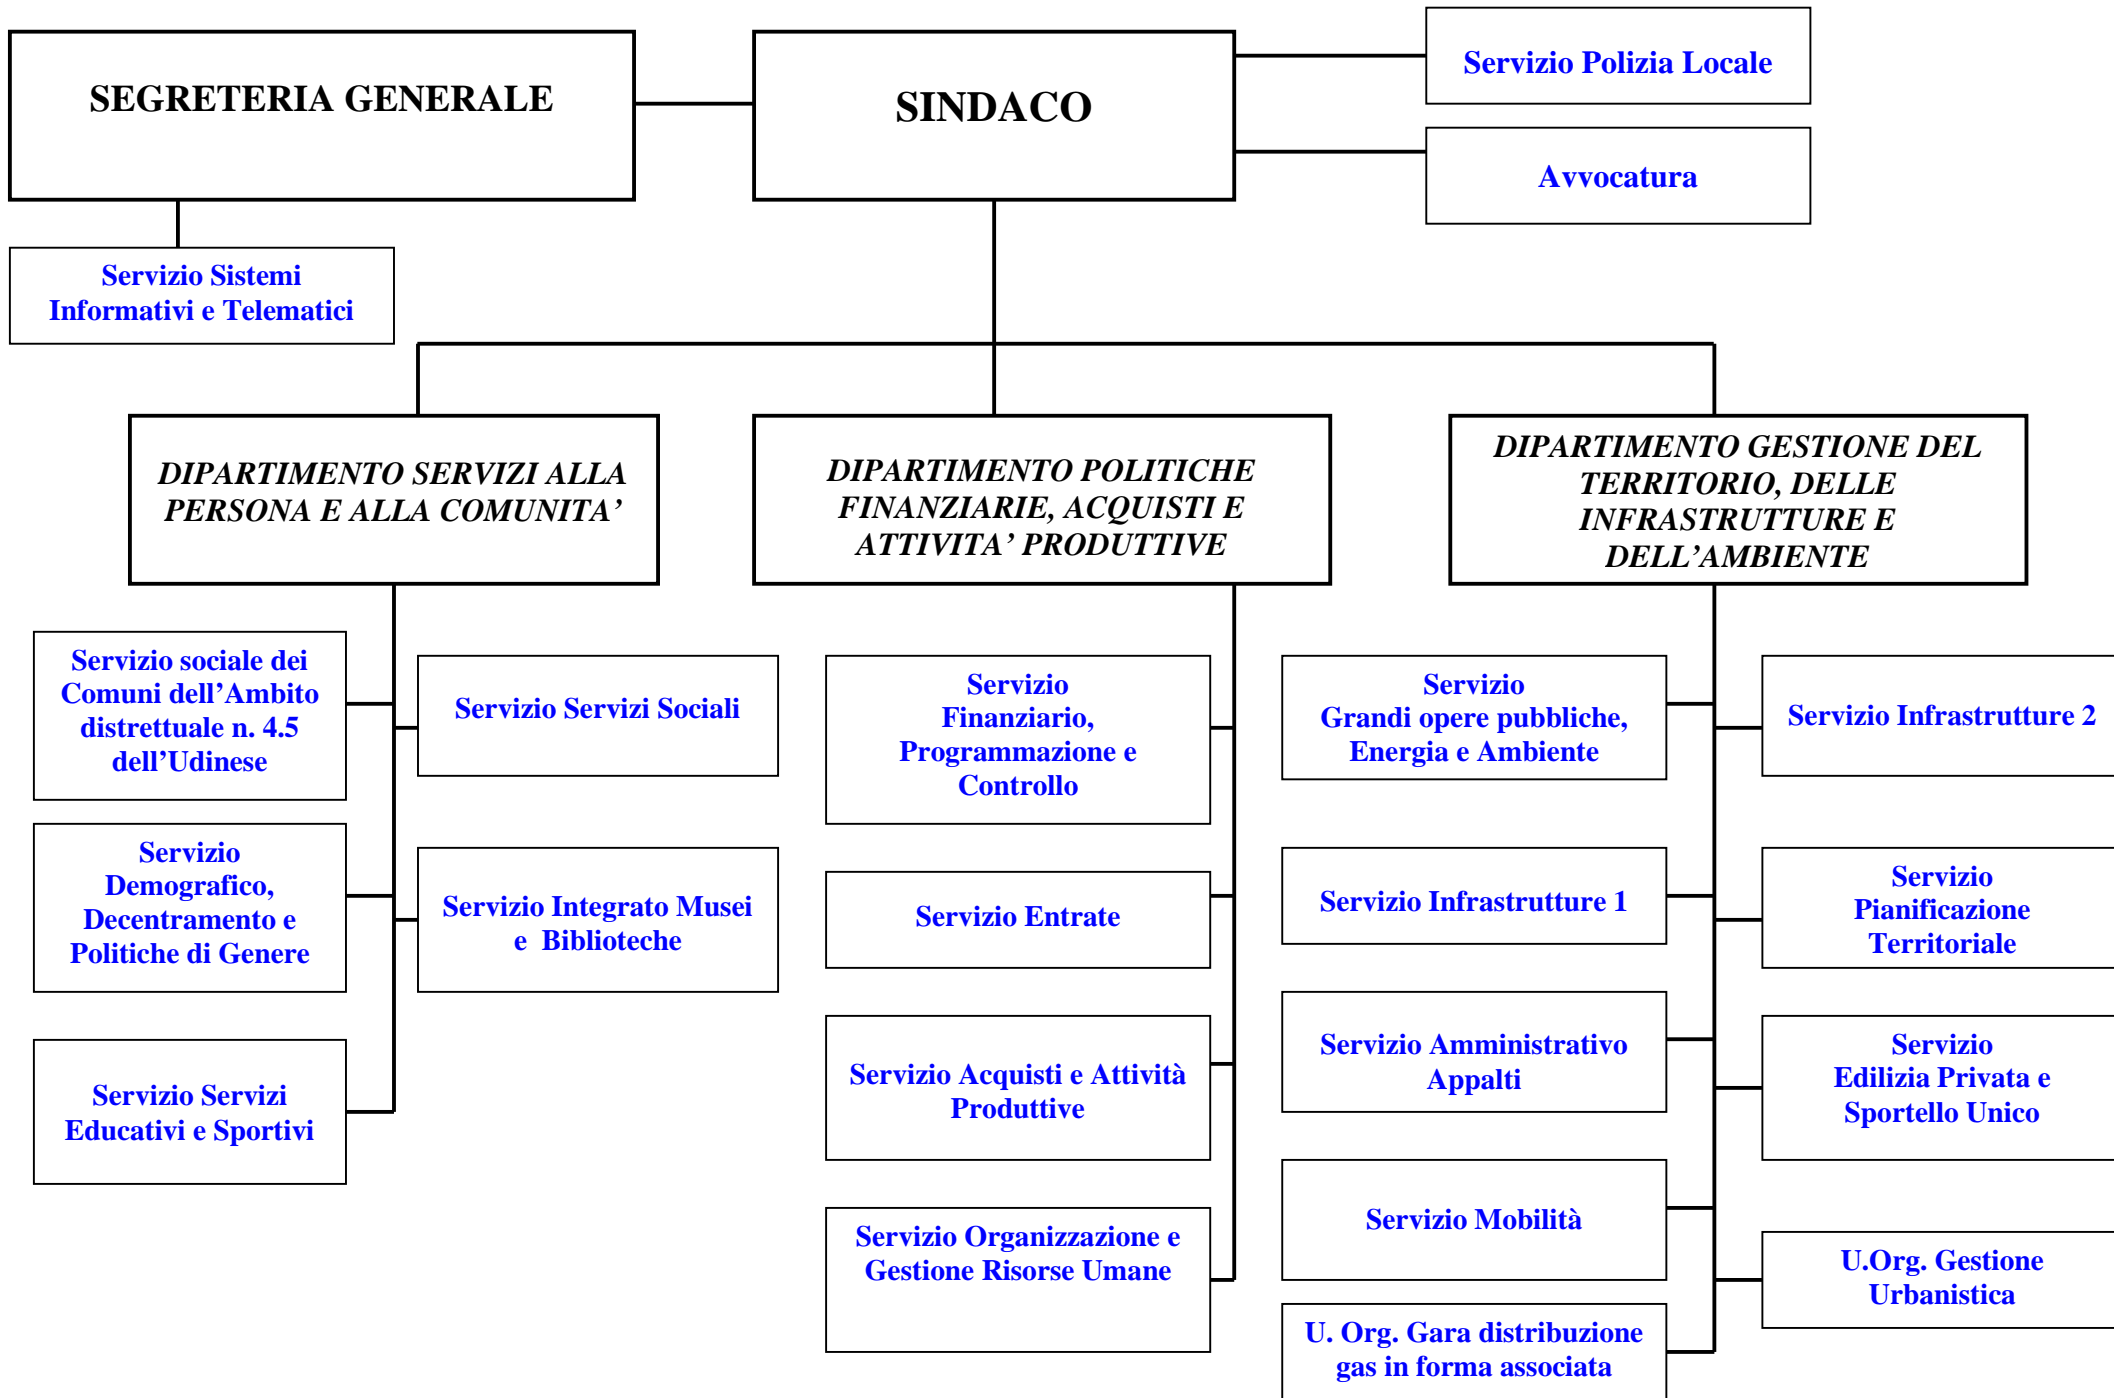 SEGRETERIA GENERALE
SINDACO
Servizio Polizia Locale
Avvocatura
Servizio Sistemi
Informativi e Telematici
DIPARTIMENTO SERVIZI ALLA
PERSONA E ALLA COMUNITA’
DIPARTIMENTO POLITICHE
FINANZIARIE, ACQUISTI E
ATTIVITA’ PRODUTTIVE
DIPARTIMENTO GESTIONE DEL
TERRITORIO, DELLE
INFRASTRUTTURE E
DELL’AMBIENTE
Servizio sociale dei
Comuni dell’Ambito
distrettuale n. 4.5
dell’Udinese
Servizio Servizi Sociali
Servizio
Demografico,
Decentramento e
Politiche di Genere
Servizio Integrato Musei
e Biblioteche
Servizio Servizi
Educativi e Sportivi
Servizio
Finanziario,
Programmazione e
Controllo
Servizio Entrate
Servizio Acquisti e Attività
Produttive
Servizio Organizzazione e
Gestione Risorse Umane
Servizio
Grandi opere pubbliche,
Energia e Ambiente
Servizio Infrastrutture 2
Servizio Infrastrutture 1
Servizio
Pianificazione
Territoriale
Servizio Amministrativo
Appalti
Servizio
Edilizia Privata e
Sportello Unico
Servizio Mobilità
U.Org. Gestione
Urbanistica
U. Org. Gara distribuzione
gas in forma associata